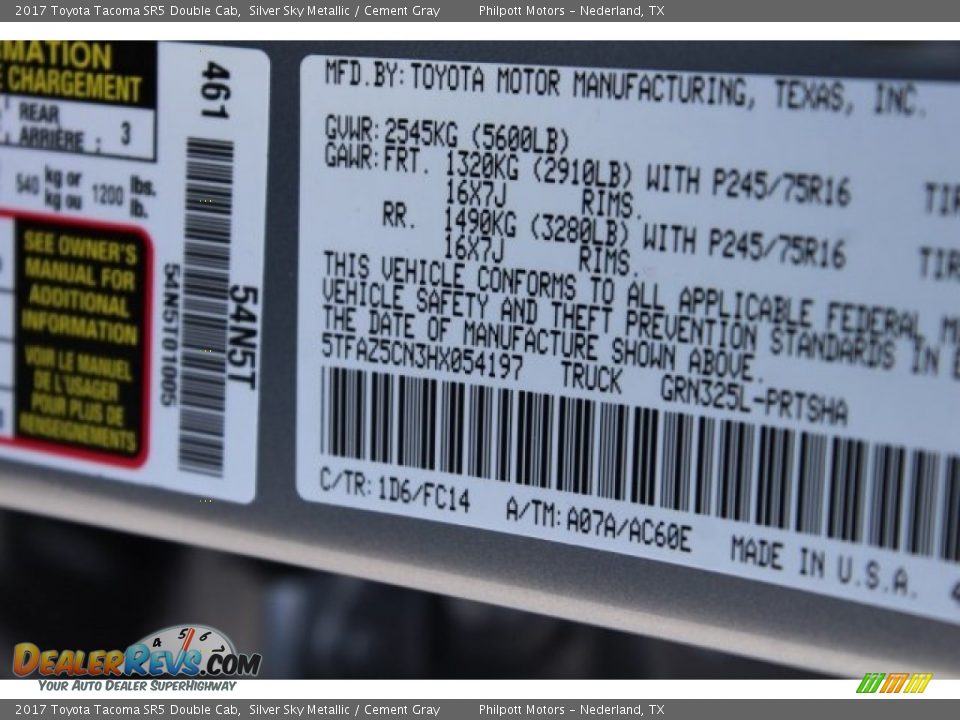 2017 Toyota Tacoma SR5 Double Cab, Silver Sky Metallic / Cement Gray Philpott Motors – Nederland, TX
MATION
CHARGEMENT
REAR
ARRIÈRE : 3
540 kg or 1200 lbs.
kg ou lb.
SEE OWNER'S
MANUAL FOR
ADDITIONAL
INFORMATION
VOIR LE MANUEL
DE L'USAGER
POUR PLUS DE
RENSEIGNEMENTS
461
54N5T01005
54N5T
MFD.BY:TOYOTA MOTOR MANUFACTURING, TEXAS, INC.
GVWR:2545KG (5600LB)
GAWR:FRT. 1320KG (2910LB) WITH P245/75R16 TIR
16X7J RIMS.
RR. 1490KG (3280LB) WITH P245/75R16 TIR
16X7J RIMS.
THIS VEHICLE CONFORMS TO ALL APPLICABLE FEDERAL M
VEHICLE SAFETY AND THEFT PREVENTION STANDARDS IN E
THE DATE OF MANUFACTURE SHOWN ABOVE.
5TFAZ5CN3HX054197 TRUCK GRN325L-PRTSHA
C/TR:1D6/FC14 A/TM:A07A/AC60E MADE IN U.S.A.
DEALERREVS.COM
YOUR AUTO DEALER SUPERHIGHWAY
2017 Toyota Tacoma SR5 Double Cab, Silver Sky Metallic / Cement Gray Philpott Motors – Nederland, TX